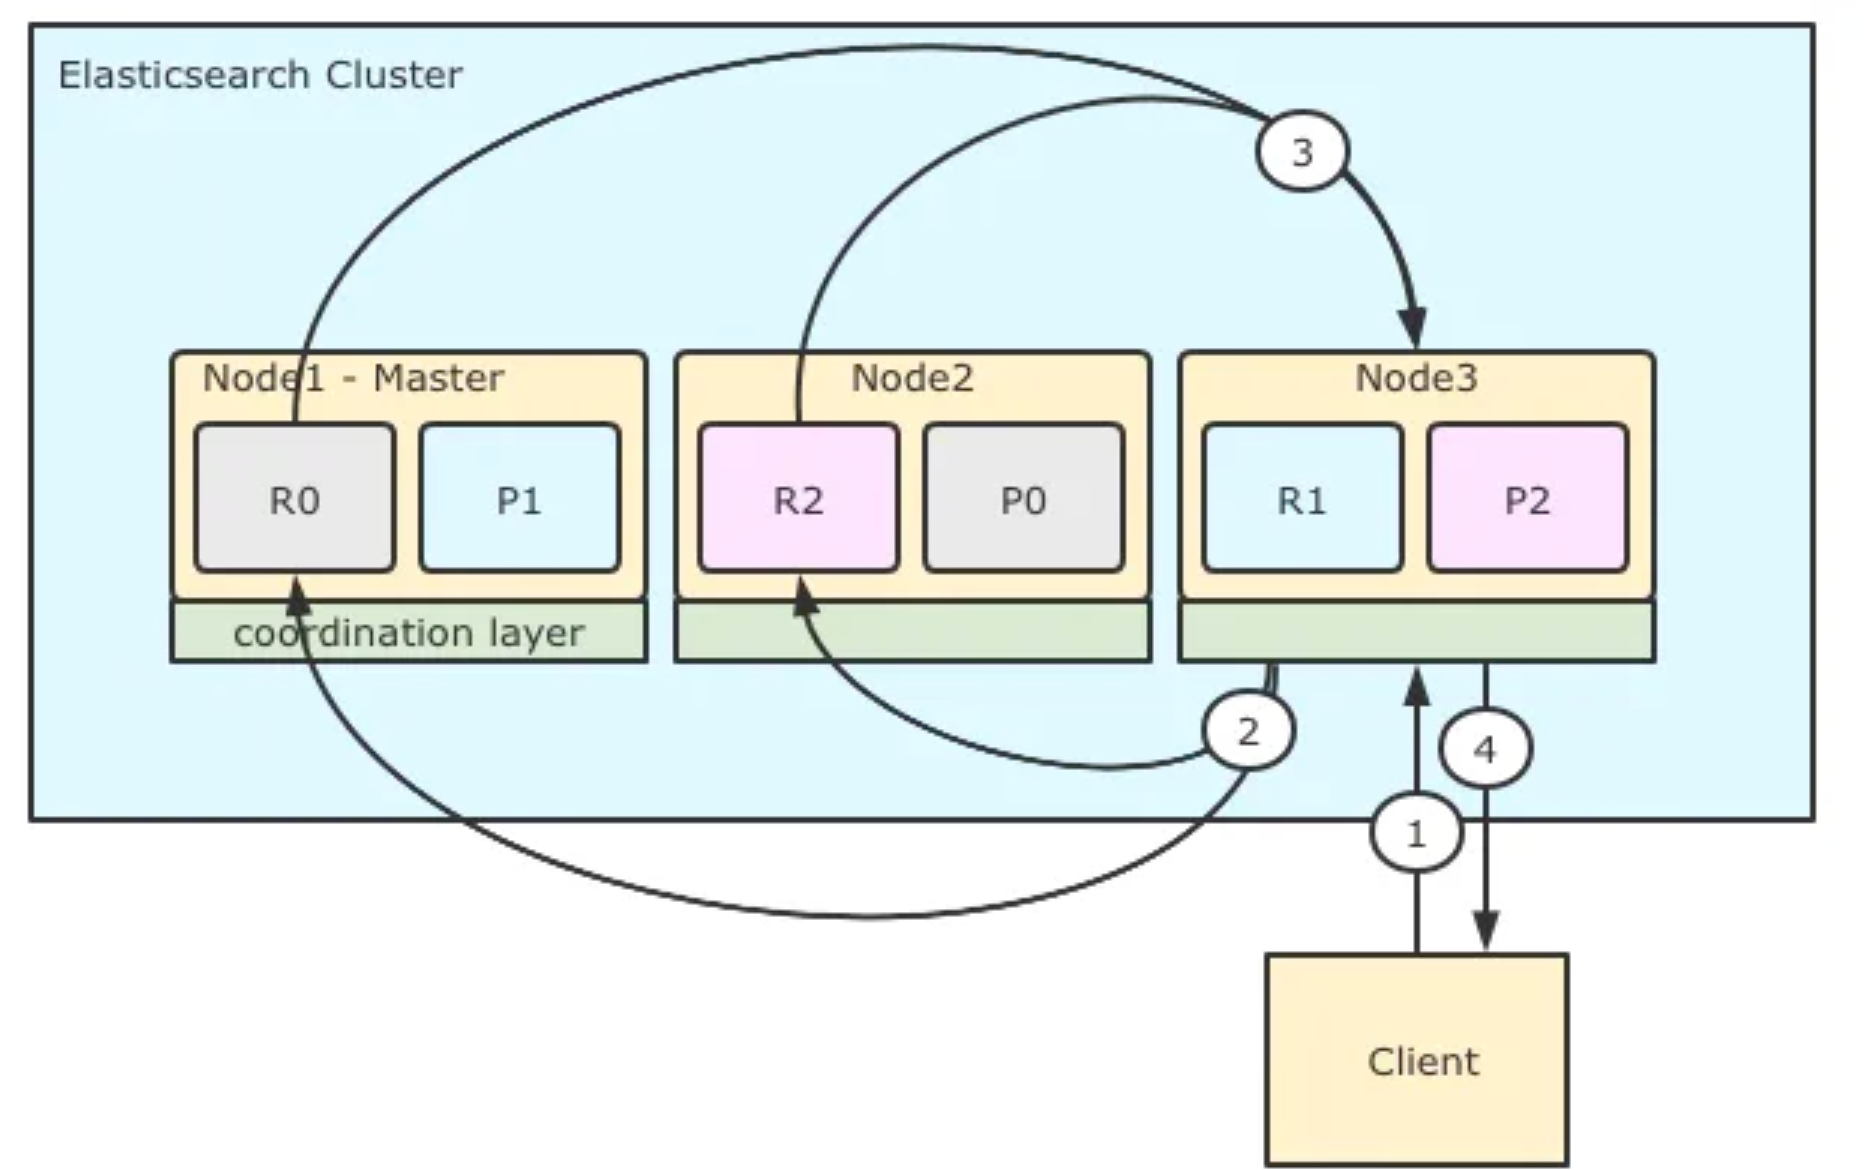 Elasticsearch Cluster
3
Node1 - Master
Node2
Node3
R0
P1
R2
P0
R1
P2
coordination layer
2
4
1
Client